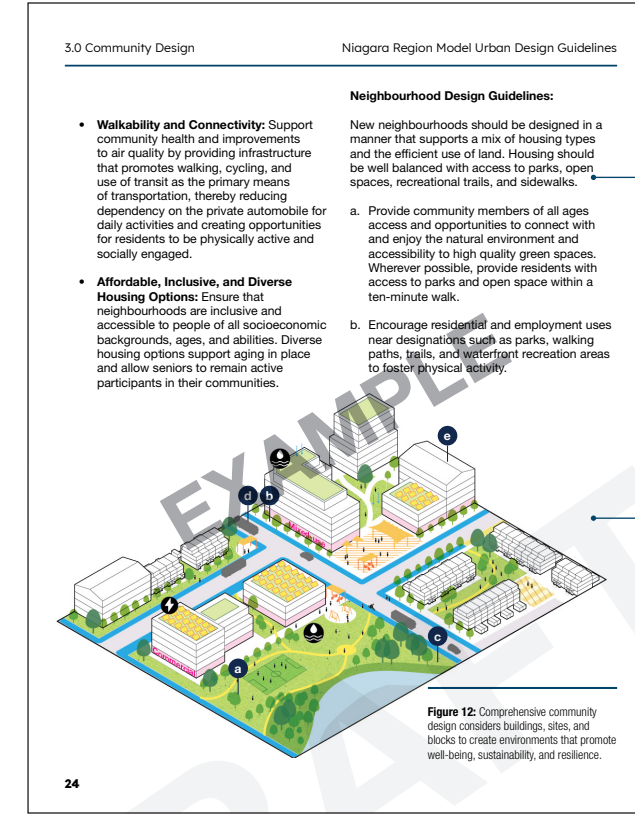 3.0 Community Design
Niagara Region Model Urban Design Guidelines
• Walkability and Connectivity: Support
community health and improvements
to air quality by providing infrastructure
that promotes walking, cycling, and
use of transit as the primary means
of transportation, thereby reducing
dependency on the private automobile for
daily activities and creating opportunities
for residents to be physically active and
socially engaged.
• Affordable, Inclusive, and Diverse
Housing Options: Ensure that
neighbourhoods are inclusive and
accessible to people of all socioeconomic
backgrounds, ages, and abilities. Diverse
housing options support aging in place
and allow seniors to remain active
participants in their communities.
Neighbourhood Design Guidelines:
New neighbourhoods should be designed in a
manner that supports a mix of housing types
and the efficient use of land. Housing should
be well balanced with access to parks, open
spaces, recreational trails, and sidewalks.
a. Provide community members of all ages
access and opportunities to connect with
and enjoy the natural environment and
accessibility to high quality green spaces.
Wherever possible, provide residents with
access to parks and open space within a
ten-minute walk.
b. Encourage residential and employment uses
near designations such as parks, walking
paths, trails, and waterfront recreation areas
to foster physical activity.
EXAMPLE
e
d
b
c
a
Commercial
Figure 12: Comprehensive community
design considers buildings, sites, and
blocks to create environments that promote
well-being, sustainability, and resilience.
24